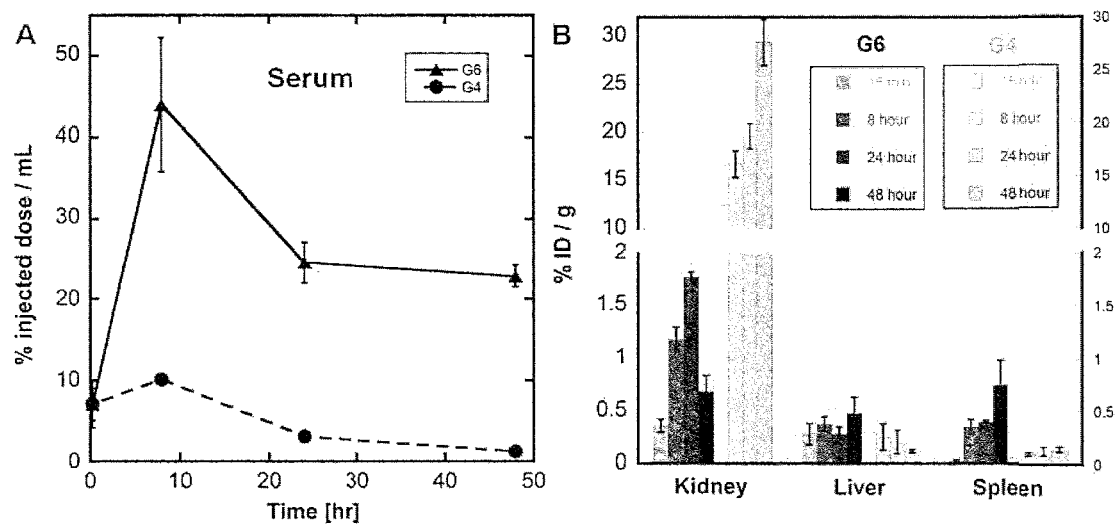 A
50
40
30
20
10
0
% injected dose / mL
Serum
G6
G4
0 10 20 30 40 50
Time [hr]
B
30
25
20
15
10
2
1.5
1
0.5
0
% ID / g
G6
8 hour
24 hour
48 hour
G4
8 hour
24 hour
48 hour
30
25
20
15
10
2
1.5
1
0.5
0
Kidney Liver Spleen